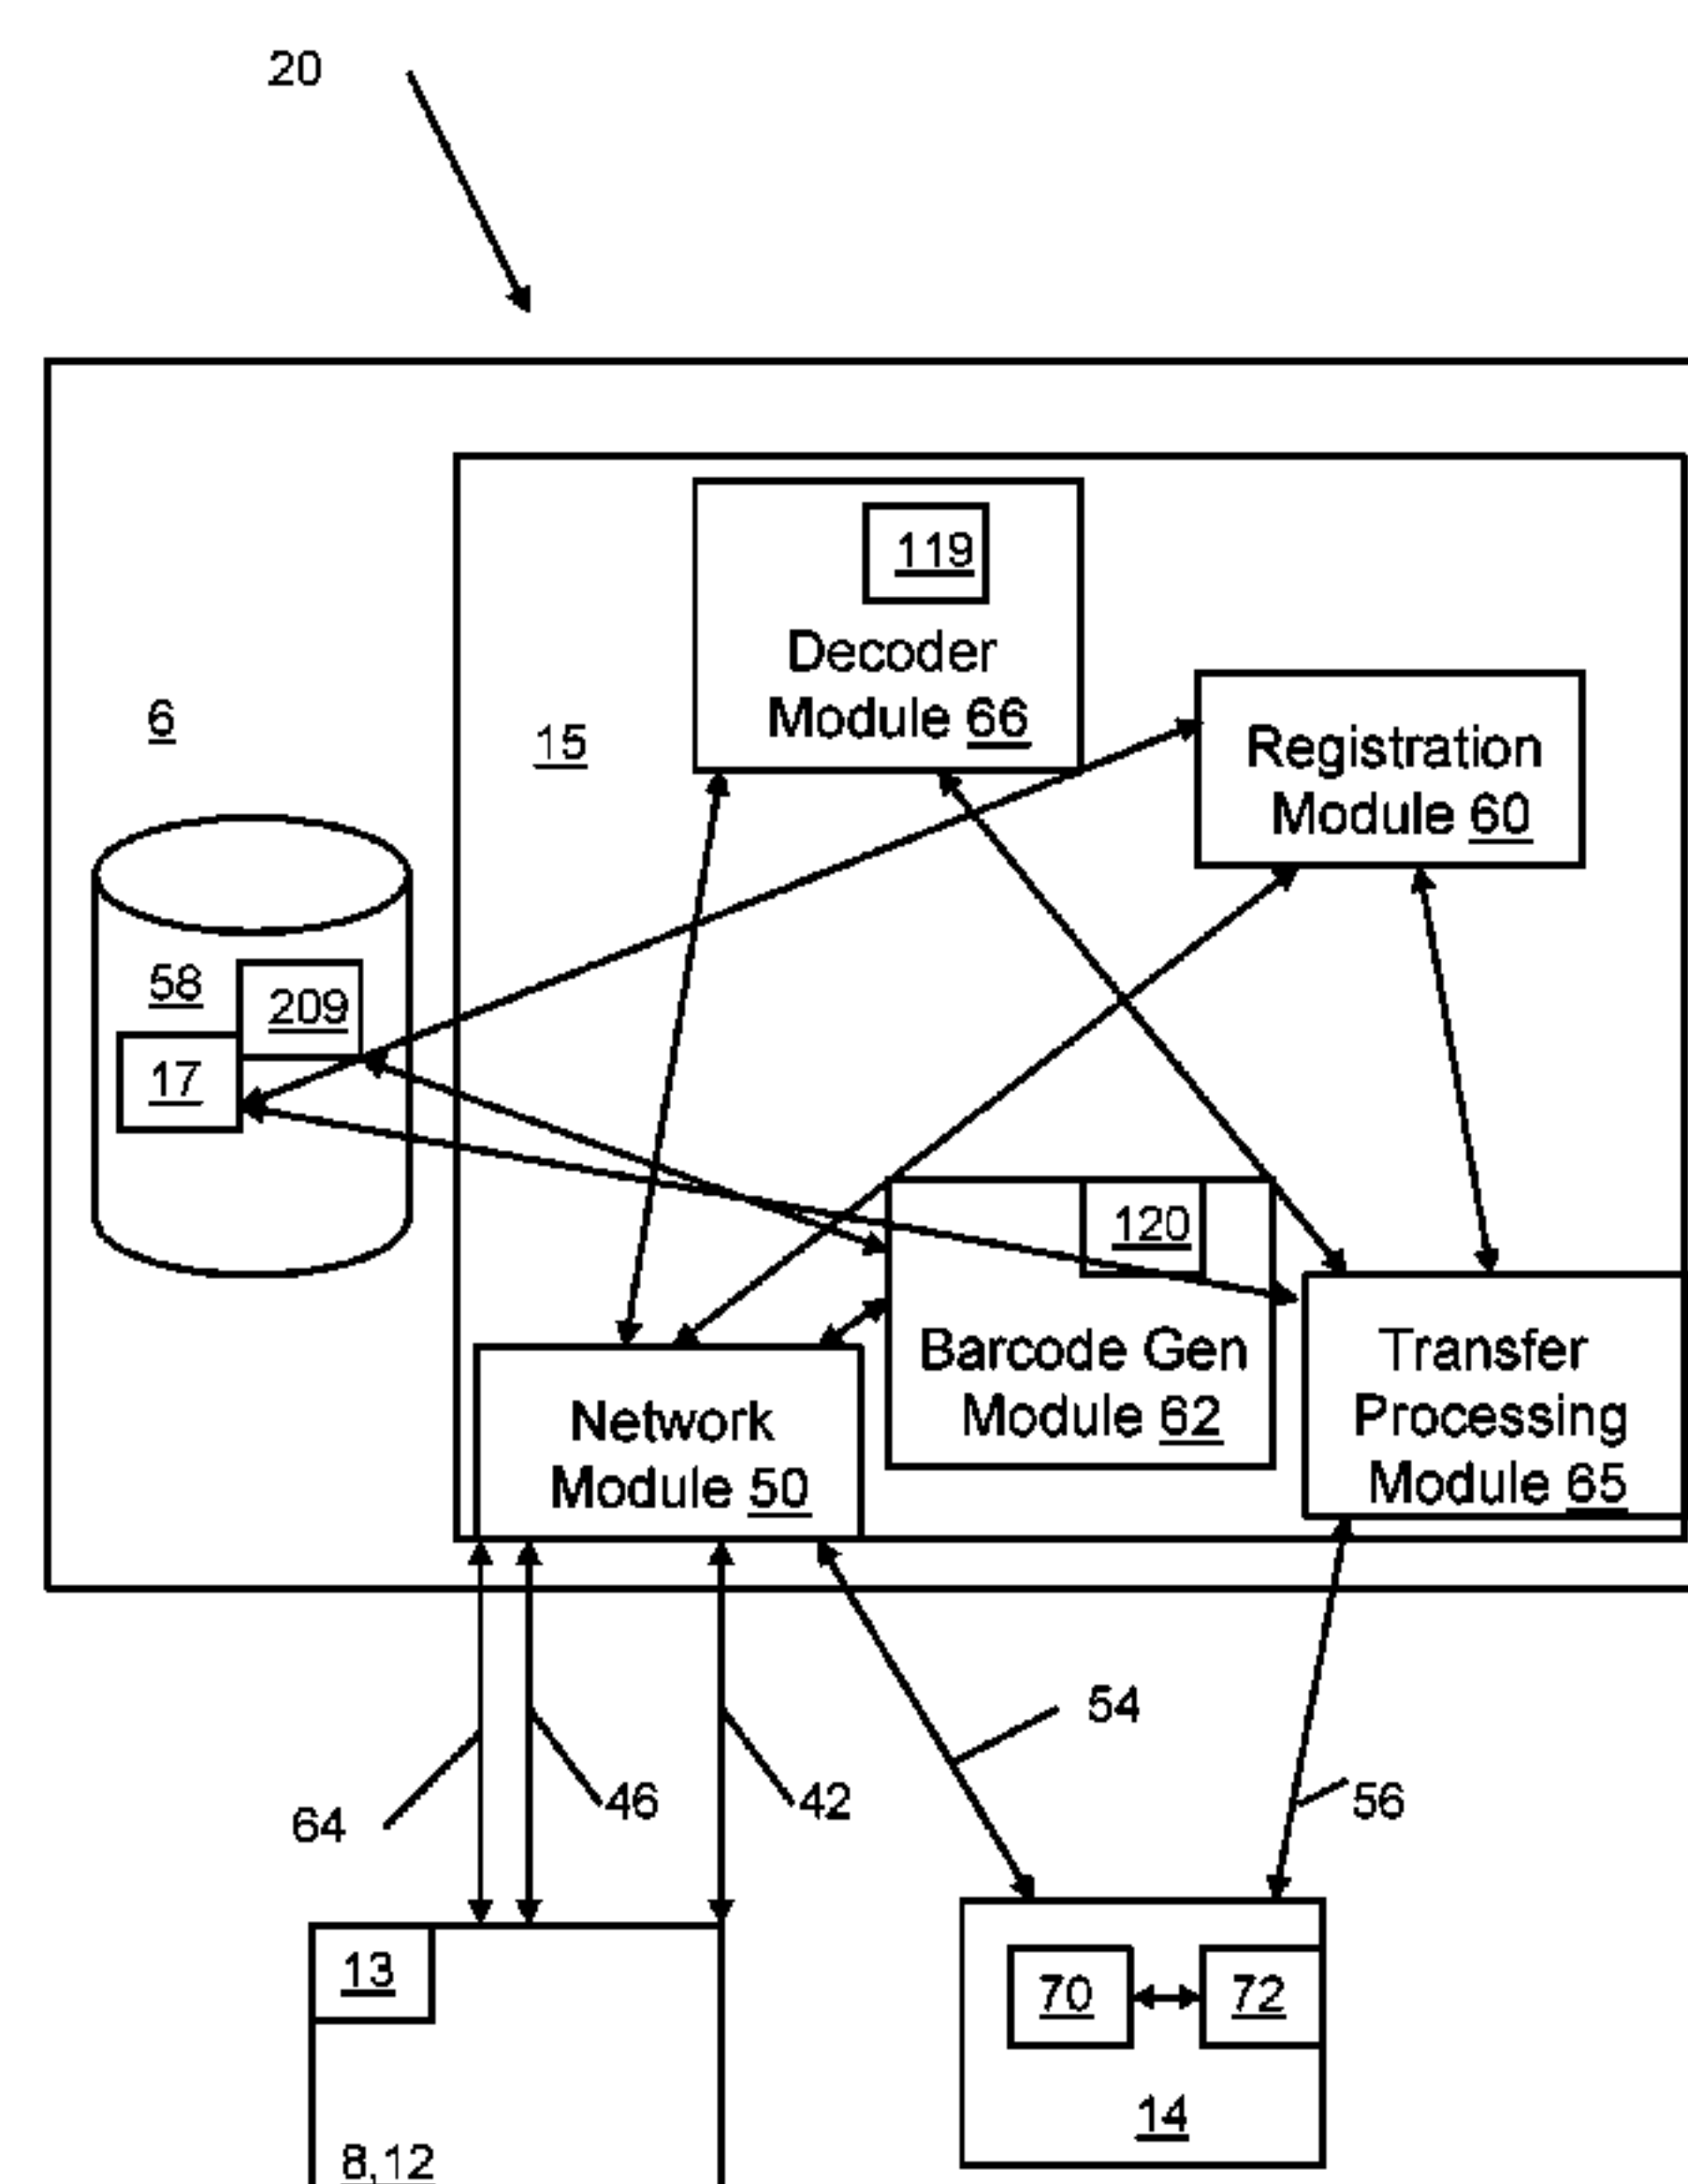 20
119
Decoder
Module 66
6
15
Registration
Module 60
58
209
17
120
Barcode Gen
Module 62
Transfer
Processing
Module 65
Network
Module 50
54
64
46
42
56
13
70
72
14
8,12